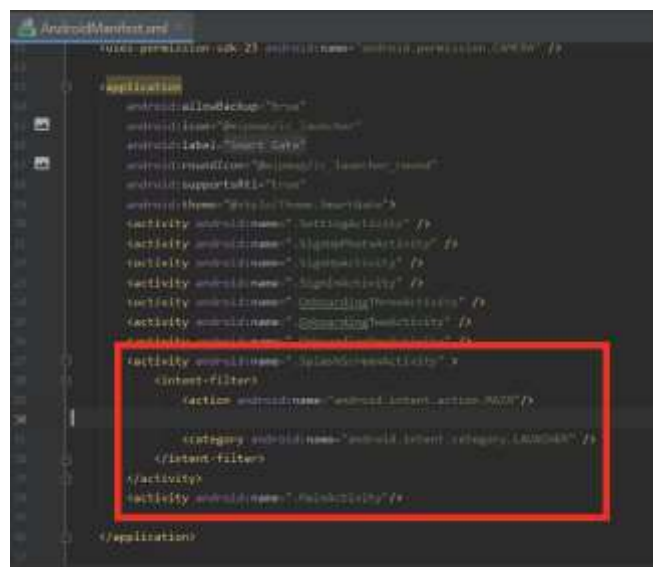 AndroidManifest.xml
<uses-permission-sdk-23 android:name="android.permission.CAMERA" />
<application
android:allowBackup="true"
android:icon="@mipmap/ic_launcher"
android:label="Smart Gate"
android:roundIcon="@mipmap/ic_launcher_round"
android:supportsRtl="true"
android:theme="@style/Theme.SmartGate">
<activity android:name=".SettingActivity" />
<activity android:name=".SignUpPhotoActivity" />
<activity android:name=".SignUpActivity" />
<activity android:name=".SignInActivity" />
<activity android:name=".OnboardingThreeActivity" />
<activity android:name=".OnboardingTwoActivity" />
<activity android:name=".SplashScreenActivity" >
<intent-filter>
<action android:name="android.intent.action.MAIN"/>
<category android:name="android.intent.category.LAUNCHER" />
</intent-filter>
</activity>
<activity android:name=".MainActivity"/>
</application>